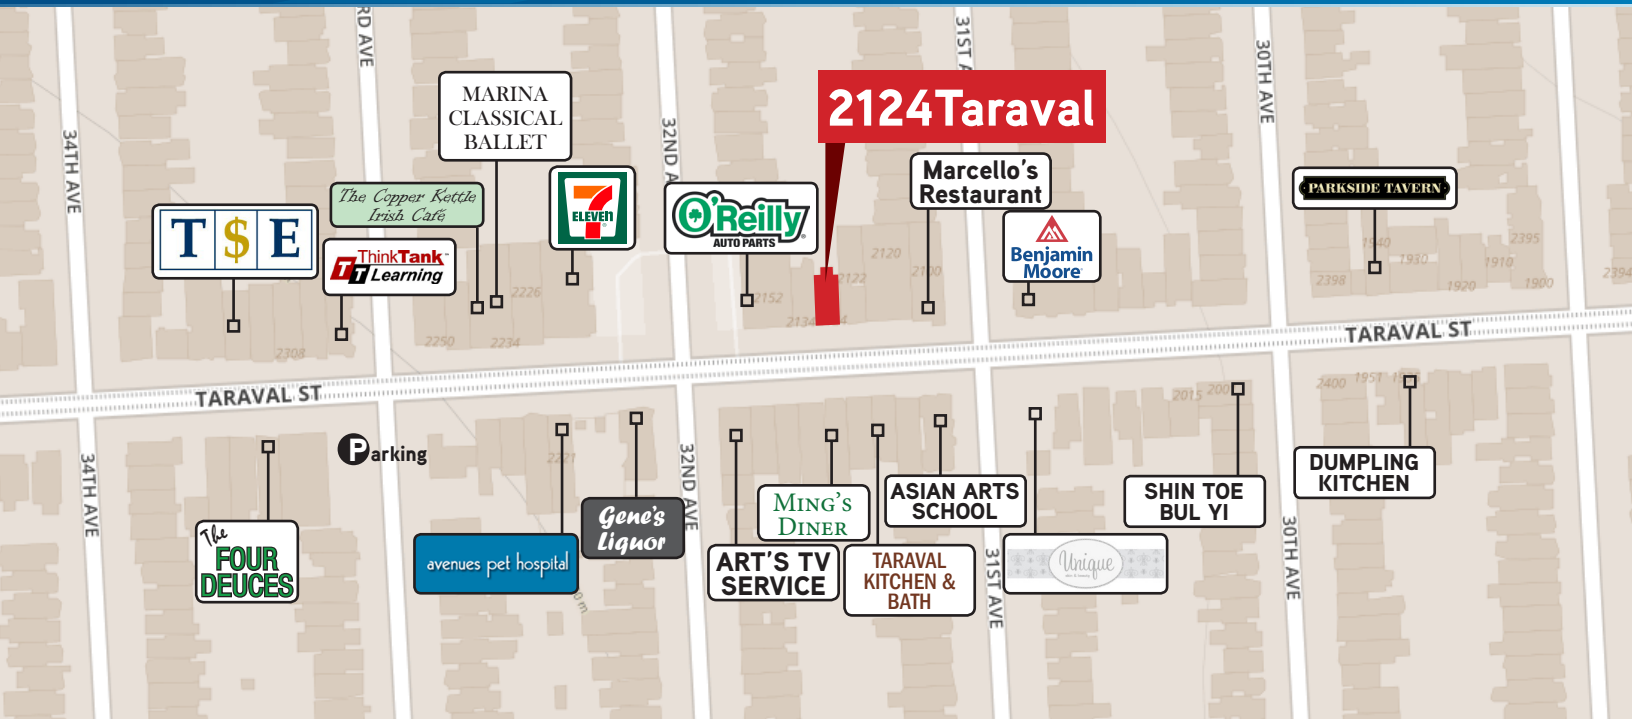 RD AVE
31ST A
30TH AVE
34TH AVE
32ND A
MARINA
CLASSICAL
BALLET
2124Taraval
Marcello's
Restaurant
PARKSIDE TAVERN
The Copper Kettle
Irish Café
7
ELEVEn
O'Reilly
AUTO PARTS
T$E
ThinkTank
TT Learning
Benjamin
Moore
1940
2395
1930
1910
2120
2122
2100
2398
1920
1900
2394
2226
2152
2134
2250
2234
2308
TARAVAL ST
TARAVAL ST
2400
1951
2015
200
Parking
2221
34TH AVE
32ND AVE
31ST AVE
30TH AVE
DUMPLING
KITCHEN
SHIN TOE
BUL YI
ASIAN ARTS
SCHOOL
MING'S
DINER
Gene's
Liquor
The
FOUR
DEUCES
avenues pet hospital
ART'S TV
SERVICE
TARAVAL
KITCHEN &
BATH
Unique